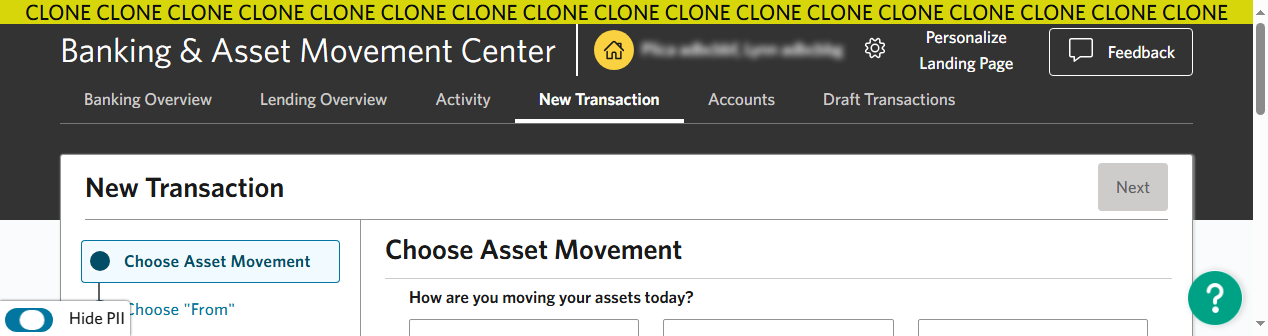 CLONE CLONE CLONE CLONE CLONE CLONE CLONE CLONE CLONE CLONE CLONE CLONE CLONE CLONE CLONE CLONE CLONE
Banking & Asset Movement Center
Personalize
Landing Page
Feedback
Banking Overview Lending Overview Activity New Transaction Accounts Draft Transactions
New Transaction
Next
Choose Asset Movement
Choose "From"
Choose Asset Movement
How are you moving your assets today?
Hide PII
?